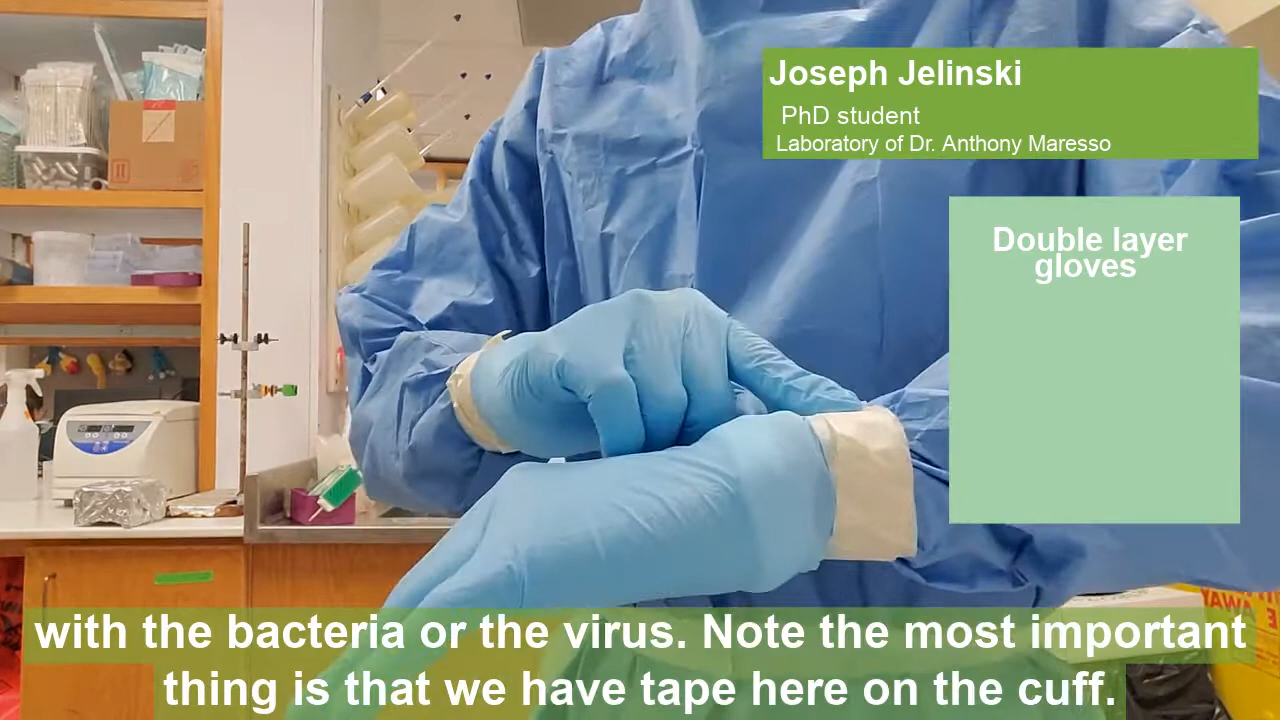 Joseph Jelinski
PhD student
Laboratory of Dr. Anthony Maresso
Double layer
gloves
with the bacteria or the virus. Note the most important
thing is that we have tape here on the cuff.